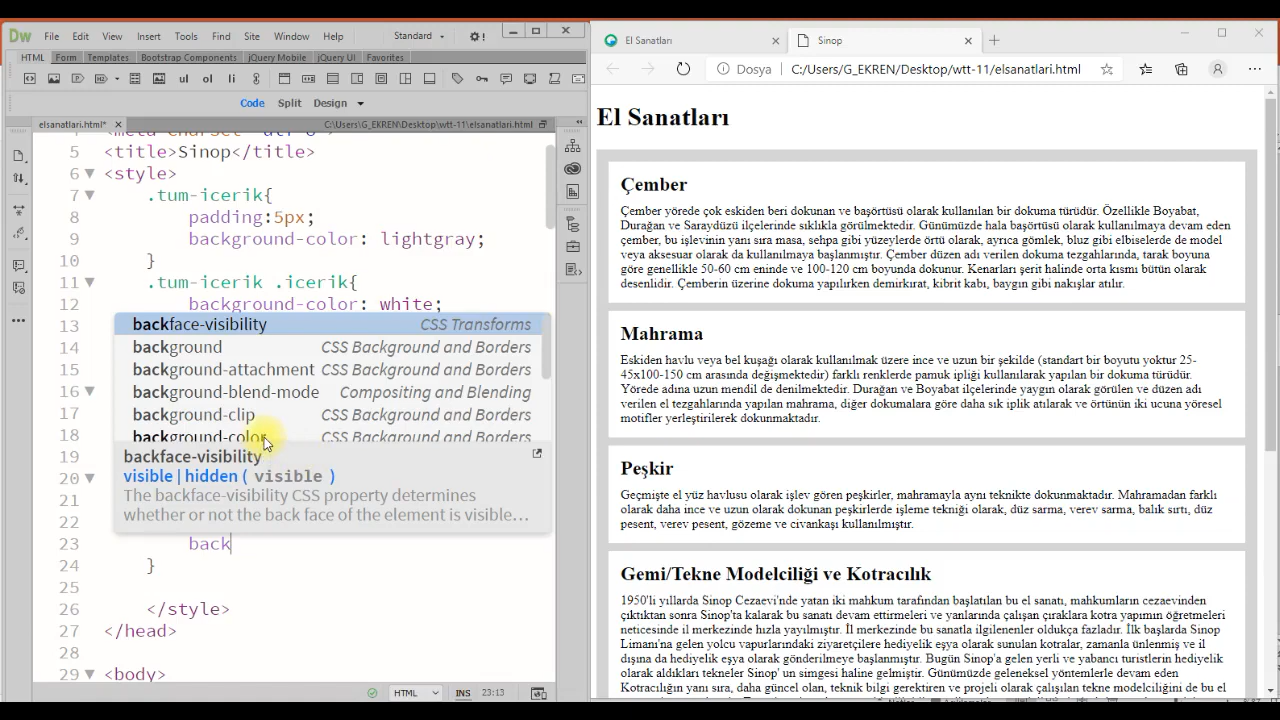 Dw File Edit View Insert Tools Find Site Window Help Standard
HTML Form Templates Bootstrap Components jQuery Mobile jQuery UI Favorites
ul ol li
Code Split Design
elsanatlari.html* C:\Users\G_EKREN\Desktop\wtt-11\elsanatlari.html
5 <title>Sinop</title>
6 <style>
7 .tum-icerik{
8 padding:5px;
9 background-color: lightgray;
10 }
11 .tum-icerik .icerik{
12 background-color: white;
13
14
15
16
17
18
19
20
21
22
23 back
24 }
25
26 </style>
27 </head>
28
29 <body>
backface-visibility CSS Transforms
background CSS Background and Borders
background-attachment CSS Background and Borders
background-blend-mode Compositing and Blending
background-clip CSS Background and Borders
background-color CSS Background and Borders
backface-visibility
visible | hidden ( visible )
The backface-visibility CSS property determines
whether or not the back face of the element is visible…
HTML INS 23:13
El Sanatları Sinop
Dosya C:/Users/G_EKREN/Desktop/wtt-11/elsanatlari.html
El Sanatları
Çember
Çember yörede çok eskiden beri dokunan ve başörtüsü olarak kullanılan bir dokuma türüdür. Özellikle Boyabat,
Durağan ve Saraydüzü ilçelerinde sıklıkla görülmektedir. Günümüzde hala başörtüsü olarak kullanılmaya devam eden
çember, bu işlevinin yanı sıra masa, sehpa gibi yüzeylerde örtü olarak, ayrıca gömlek, bluz gibi elbiselerde de model
veya aksesuar olarak da kullanılmaya başlanmıştır. Çember düzen adı verilen dokuma tezgahlarında, tarak boyuna
göre genellikle 50-60 cm eninde ve 100-120 cm boyunda dokunur. Kenarları şerit halinde orta kısmı bütün olarak
desenlidir. Çemberin üzerine dokuma yapılırken demirkırat, kibrit kabı, baygın gibi nakışlar atılır.
Mahrama
Eskiden havlu veya bel kuşağı olarak kullanılmak üzere ince ve uzun bir şekilde (standart bir boyutu yoktur 25-
45x100-150 cm arasında değişmektedir) farklı renklerde pamuk ipliği kullanılarak yapılan bir dokuma türüdür.
Yörede adına uzun mendil de denilmektedir. Durağan ve Boyabat ilçelerinde yaygın olarak görülen ve düzen adı
verilen el tezgahlarında yapılan mahrama, diğer dokumalara göre daha sık iplik atılarak ve örtünün iki ucuna yöresel
motifler yerleştirilerek dokunmaktadır.
Peşkir
Geçmişte el yüz havlusu olarak işlev gören peşkirler, mahramayla aynı teknikte dokunmaktadır. Mahramadan farklı
olarak daha ince ve uzun olarak dokunan peşkirlerde işleme tekniği olarak, düz sarma, verev sarma, balık sırtı, düz
pesent, verev pesent, gözeme ve civankaşı kullanılmıştır.
Gemi/Tekne Modelciliği ve Kotracılık
1950'li yıllarda Sinop Cezaevi'nde yatan iki mahkum tarafından başlatılan bu el sanatı, mahkumların cezaevinden
çıktıktan sonra Sinop'ta kalarak bu sanatı devam ettirmeleri ve yanlarında çalışan çıraklara kotra yapımın öğretmeleri
neticesinde il merkezinde hızla yayılmıştır. İl merkezinde bu sanatla ilgilenenler oldukça fazladır. İlk başlarda Sinop
Limanı'na gelen yolcu vapurlarındaki ziyaretçilere hediyelik eşya olarak sunulan kotralar, zamanla ünlenmiş ve il
dışına da hediyelik eşya olarak gönderilmeye başlanmıştır. Bugün Sinop'a gelen yerli ve yabancı turistlerin hediyelik
olarak aldıkları tekneler Sinop' un simgesi haline gelmiştir. Günümüzde geleneksel yöntemlerle devam eden
Kotracılığın yanı sıra, daha güncel olan, teknik bilgi gerektiren ve projeli olarak çalışılan tekne modelciliğini de bu el